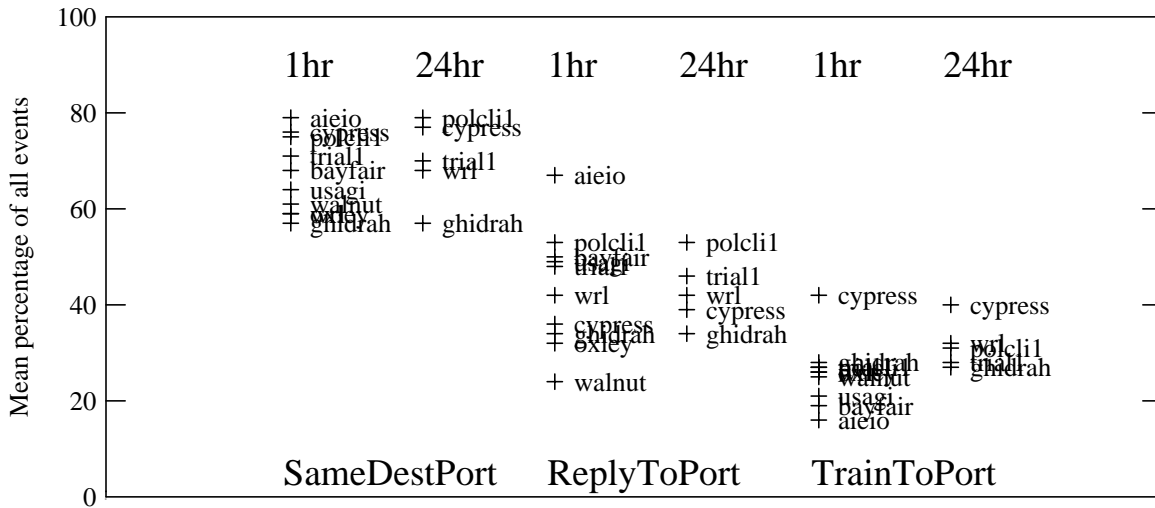 100
80
60
40
20
0
Mean percentage of all events
1hr
24hr
1hr
24hr
1hr
24hr
aieio
cypress
polcli1
trial1
bayfair
usagi
walnut
oxley
ghidrah
polcli1
cypress
trial1
wrl
ghidrah
aieio
polcli1
bayfair
usagi
trial1
wrl
cypress
ghidrah
oxley
walnut
polcli1
trial1
wrl
cypress
ghidrah
cypress
ghidrah
walnut
usagi
bayfair
aieio
cypress
wrl
polcli1
trial1
ghidrah
SameDestPort
ReplyToPort
TrainToPort